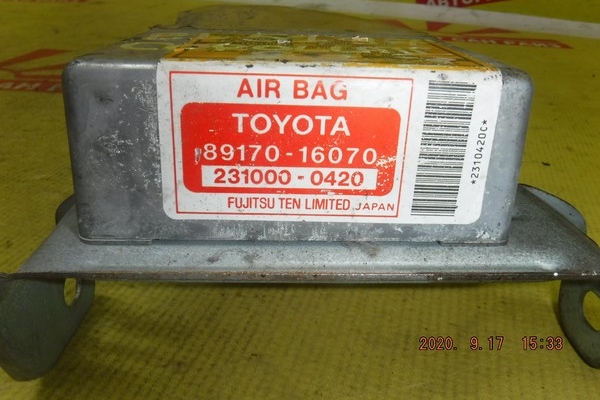 AIR BAG
TOYOTA
89170-16070
231000-0420
FUJITSU TEN LIMITED JAPAN
*2310420C*
2020. 9.17 15:33